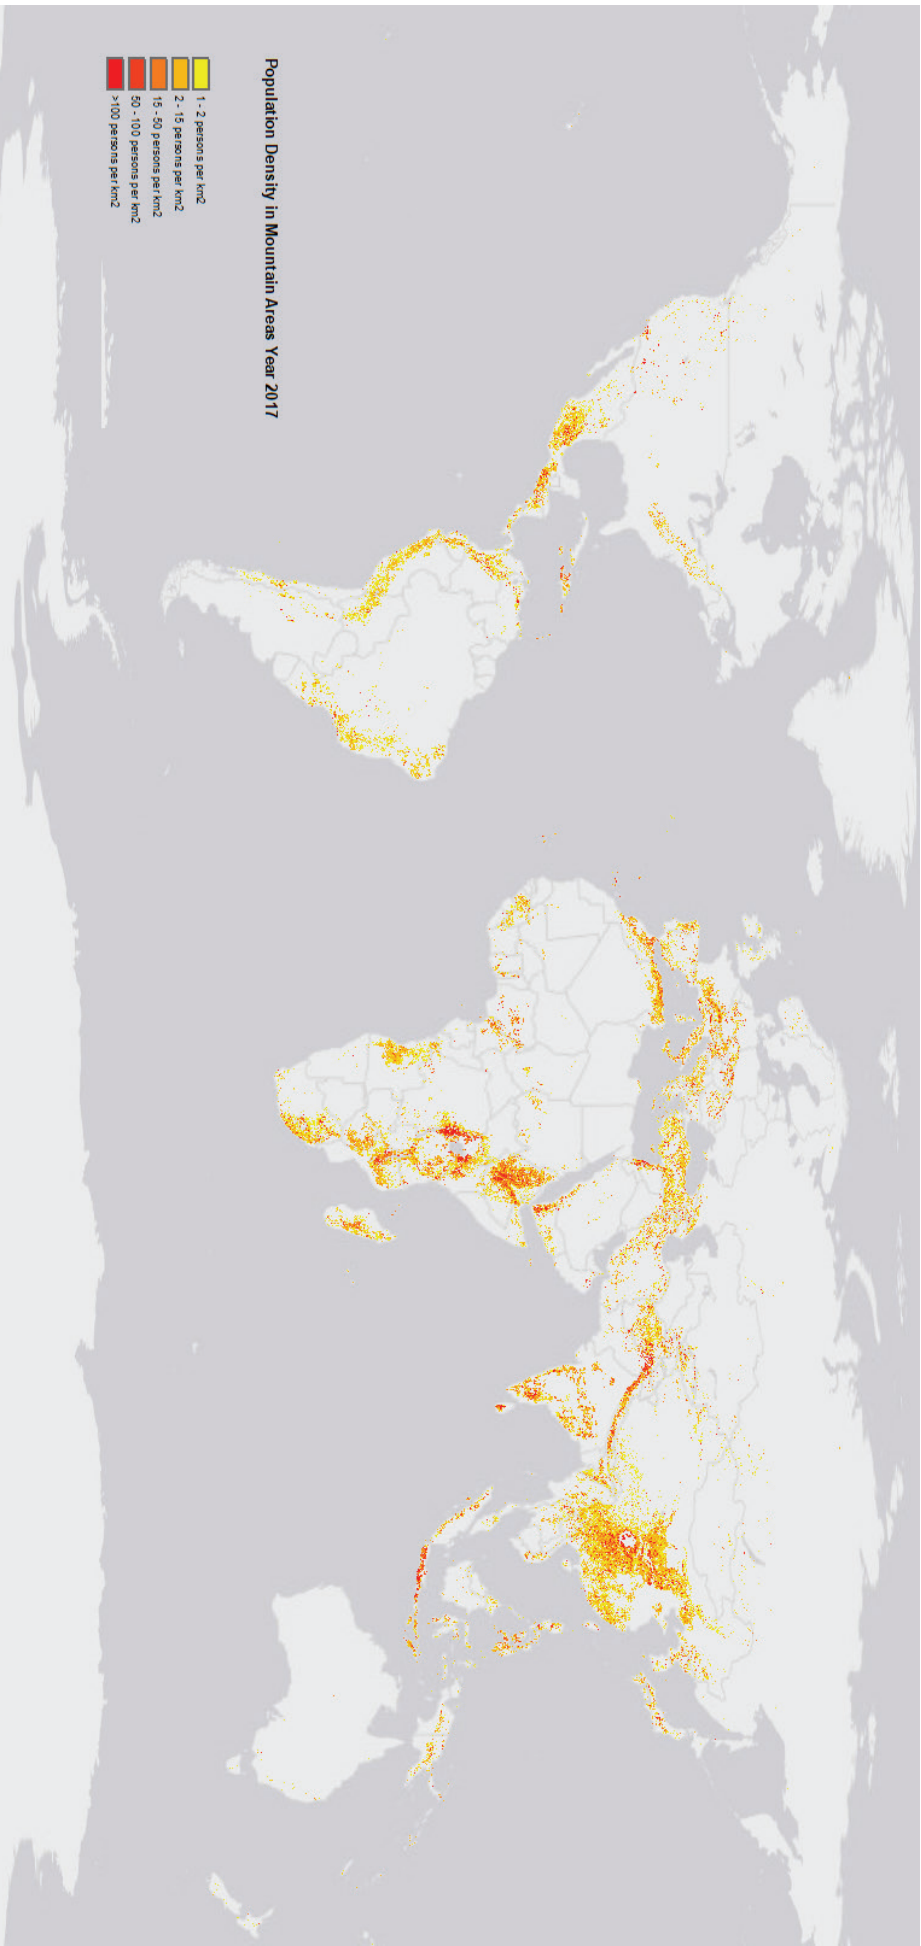 Population Density in Mountain Areas Year 2017
1 - 2 persons per km2
2 - 15 persons per km2
15 - 50 persons per km2
50 - 100 persons per km2
>100 persons per km2